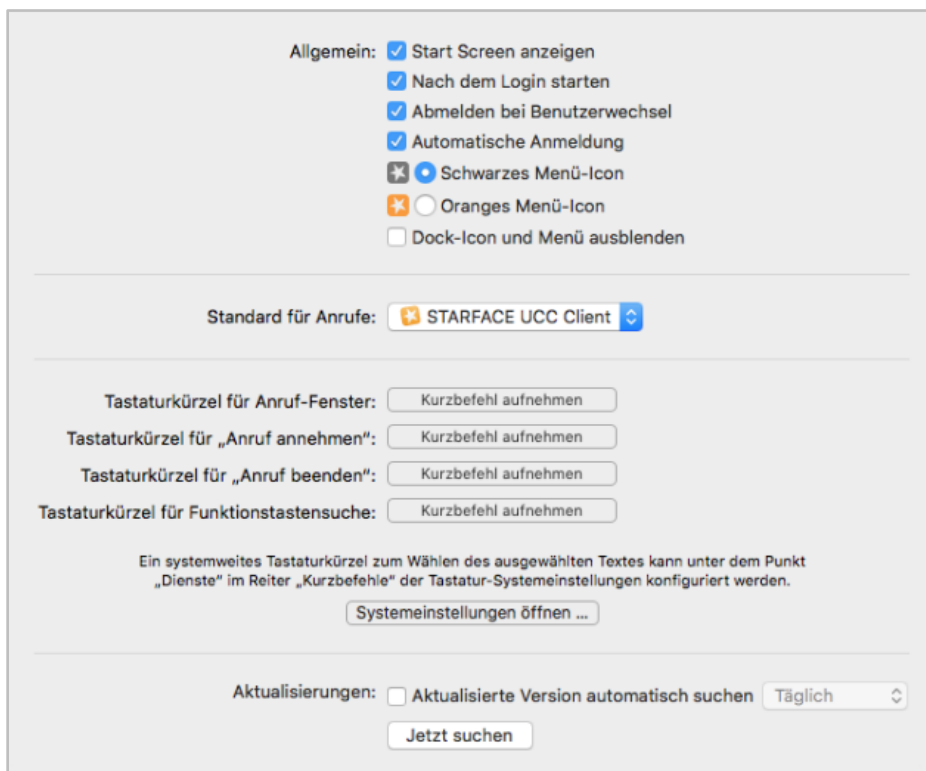 Allgemein: Start Screen anzeigen
Nach dem Login starten
Abmelden bei Benutzerwechsel
Automatische Anmeldung
Schwarzes Menü-Icon
Oranges Menü-Icon
Dock-Icon und Menü ausblenden
Standard für Anrufe: STARFACE UCC Client
Tastaturkürzel für Anruf-Fenster: Kurzbefehl aufnehmen
Tastaturkürzel für „Anruf annehmen“: Kurzbefehl aufnehmen
Tastaturkürzel für „Anruf beenden“: Kurzbefehl aufnehmen
Tastaturkürzel für Funktionstastensuche: Kurzbefehl aufnehmen
Ein systemweites Tastaturkürzel zum Wählen des ausgewählten Textes kann unter dem Punkt
„Dienste“ im Reiter „Kurzbefehle“ der Tastatur-Systemeinstellungen konfiguriert werden.
Systemeinstellungen öffnen ...
Aktualisierungen: Aktualisierte Version automatisch suchen Täglich
Jetzt suchen